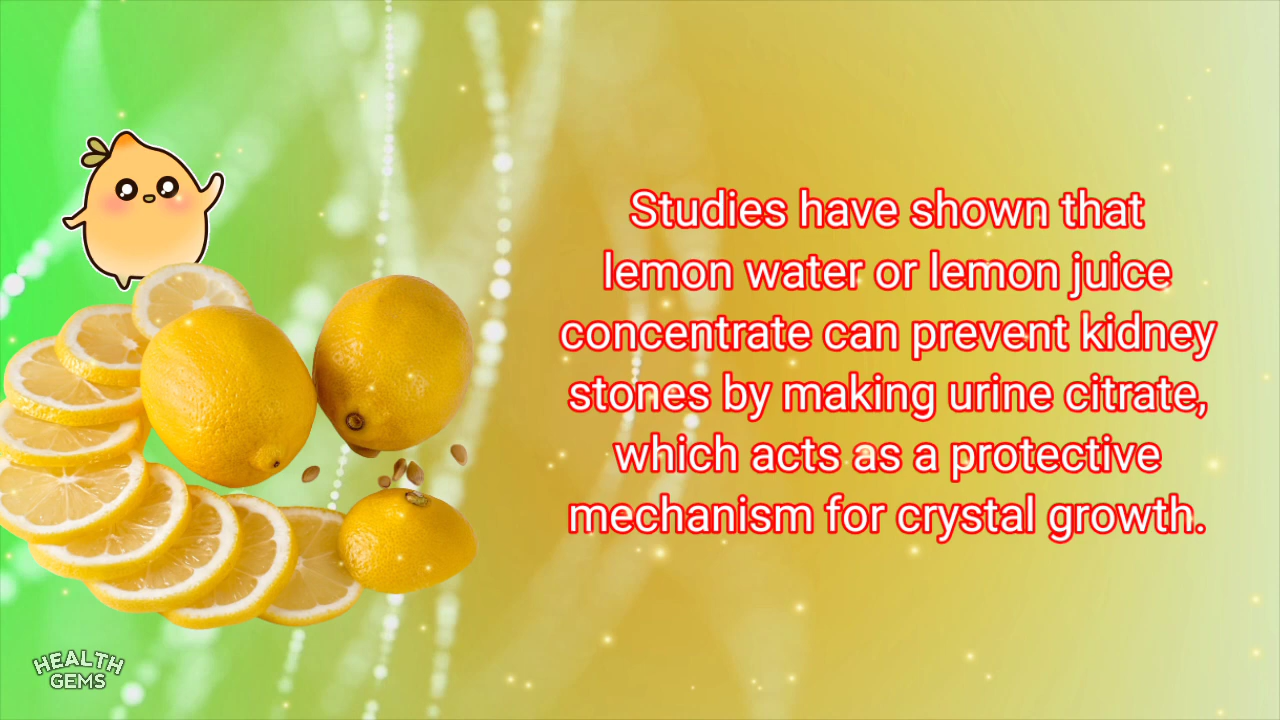 Studies have shown that
lemon water or lemon juice
concentrate can prevent kidney
stones by making urine citrate,
which acts as a protective
mechanism for crystal growth.
HEALTH
GEMS